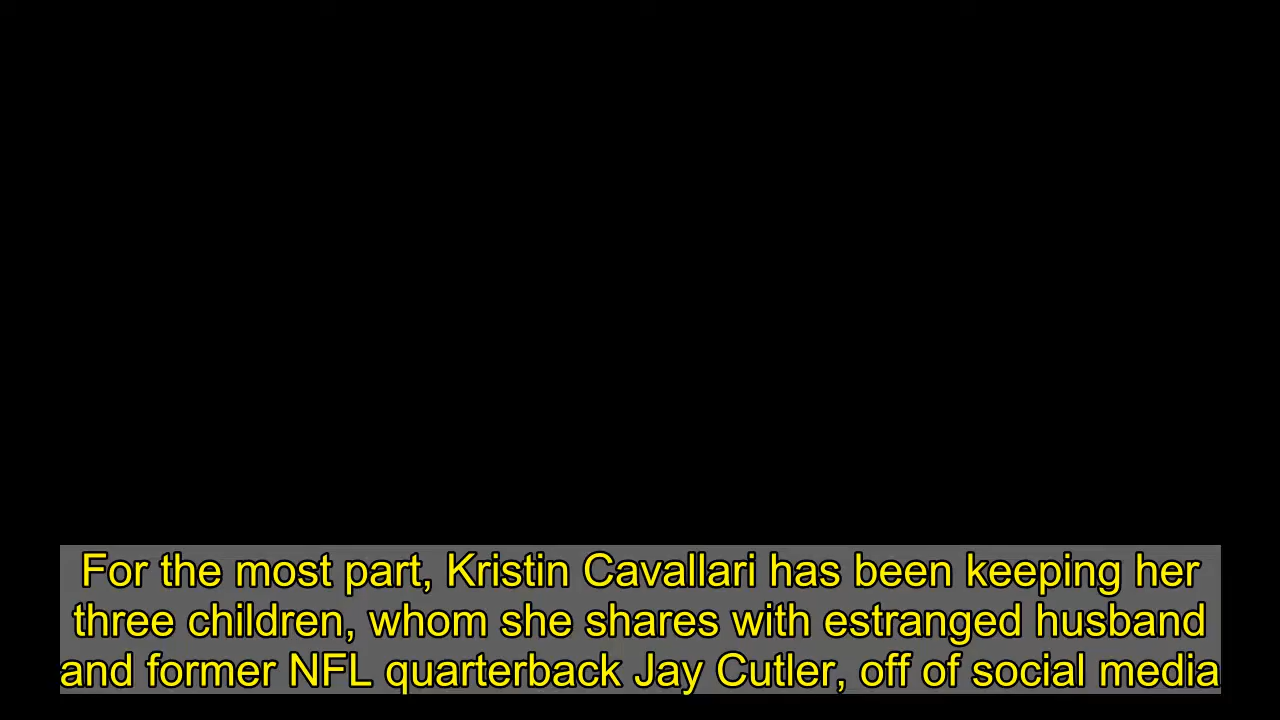 For the most part, Kristin Cavallari has been keeping her
three children, whom she shares with estranged husband
and former NFL quarterback Jay Cutler, off of social media